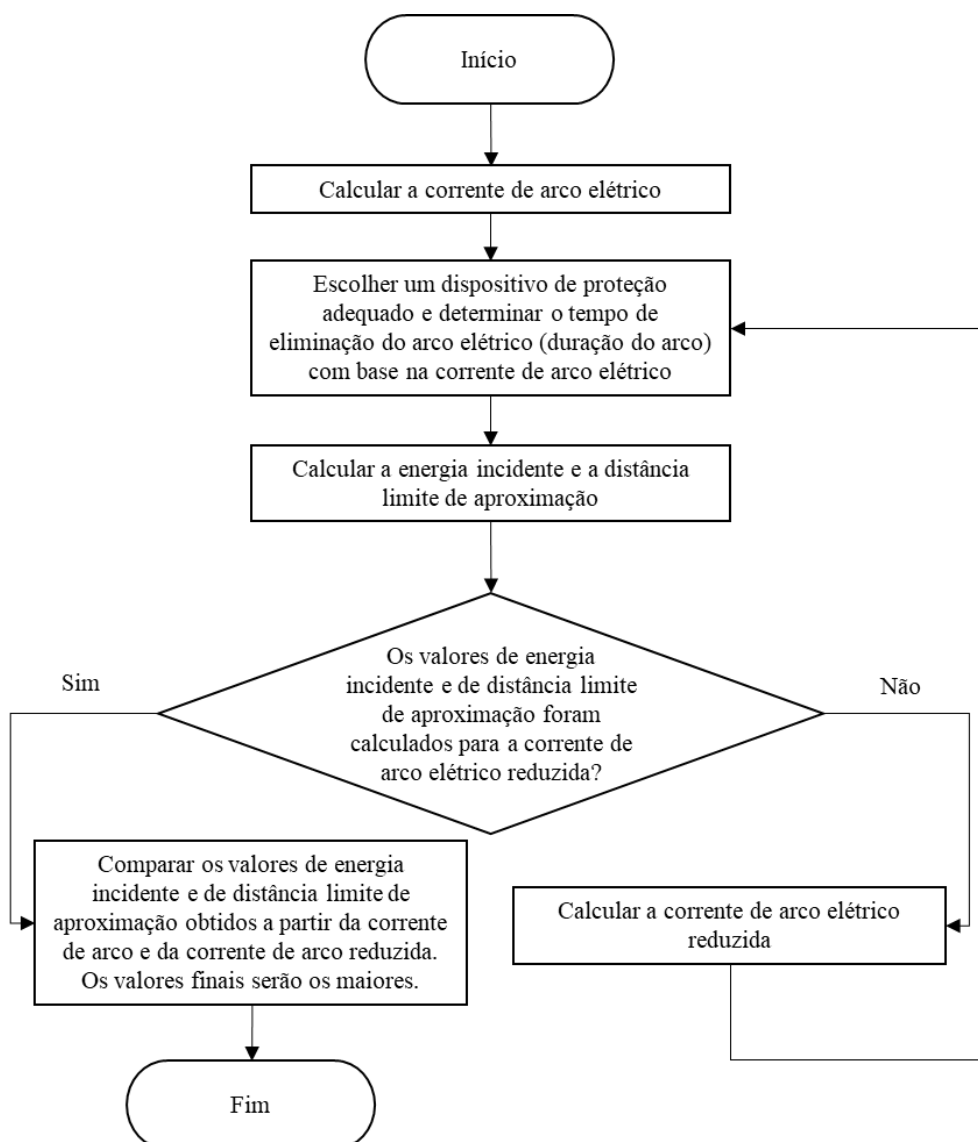 Início
Calcular a corrente de arco elétrico
Escolher um dispositivo de proteção
adequado e determinar o tempo de
eliminação do arco elétrico (duração do arco)
com base na corrente de arco elétrico
Calcular a energia incidente e a distância
limite de aproximação
Os valores de energia
incidente e de distância limite
de aproximação foram
calculados para a corrente de
arco elétrico reduzida?
Sim
Não
Comparar os valores de energia
incidente e de distância limite de
aproximação obtidos a partir da corrente
de arco e da corrente de arco reduzida.
Os valores finais serão os maiores.
Calcular a corrente de arco elétrico
reduzida
Fim